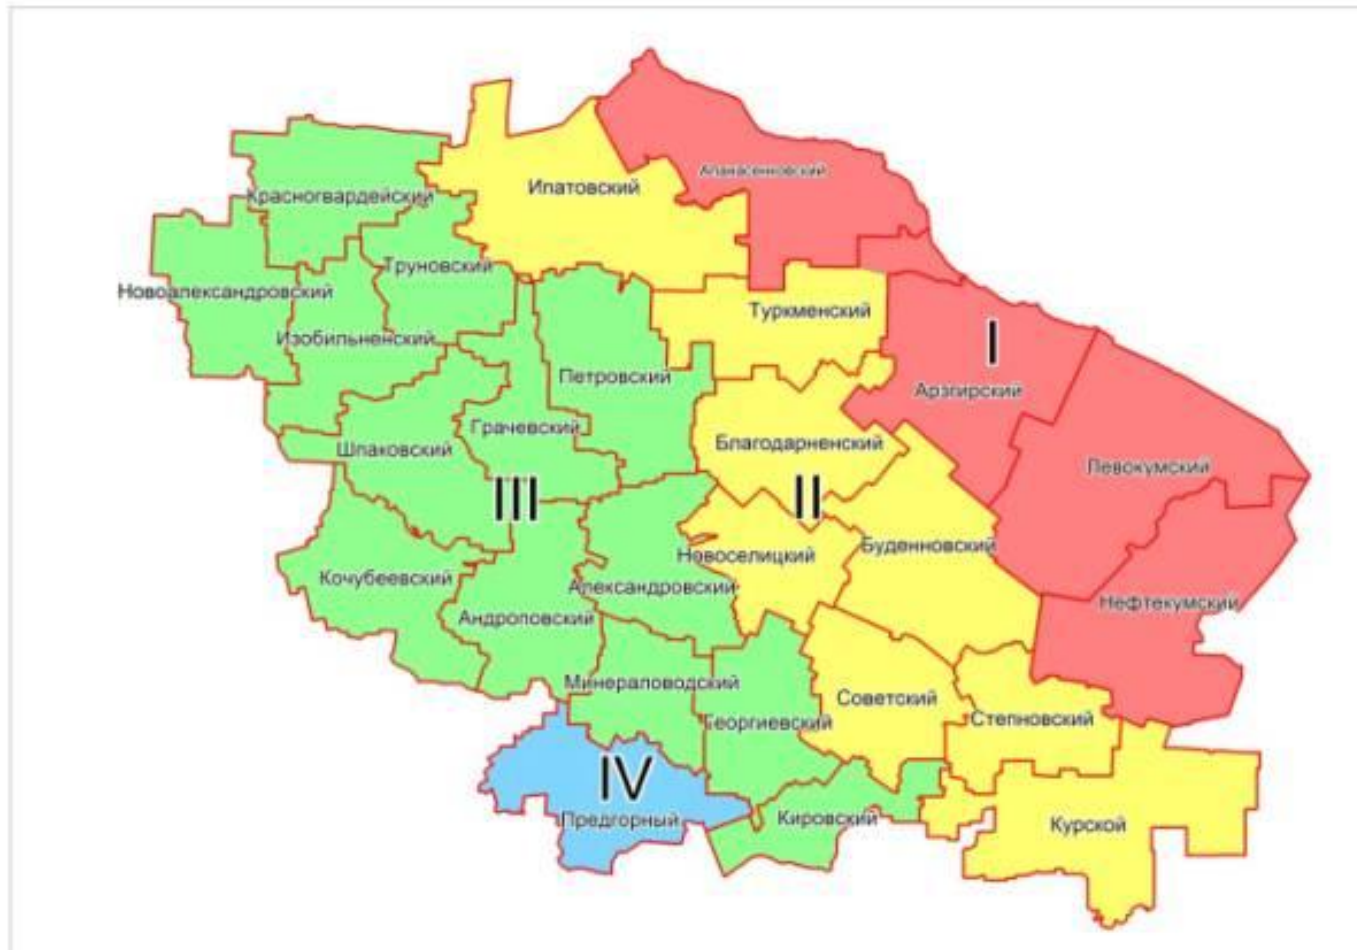 Апанасенковский
Ипатовский
Красногвардейский
Труновский
Новоалександровский
Туркменский
Изобильненский
I
Петровский
Арзгирский
Грачевский
Благодарненский
Шпаковский
Левокумский
III
II
Буденновский
Новоселицкий
Кочубеевский
Александровский
Нефтекумский
Андроповский
Минераловодский
Советский
Георгиевский
Степновский
IV
Предгорный
Кировский
Курской